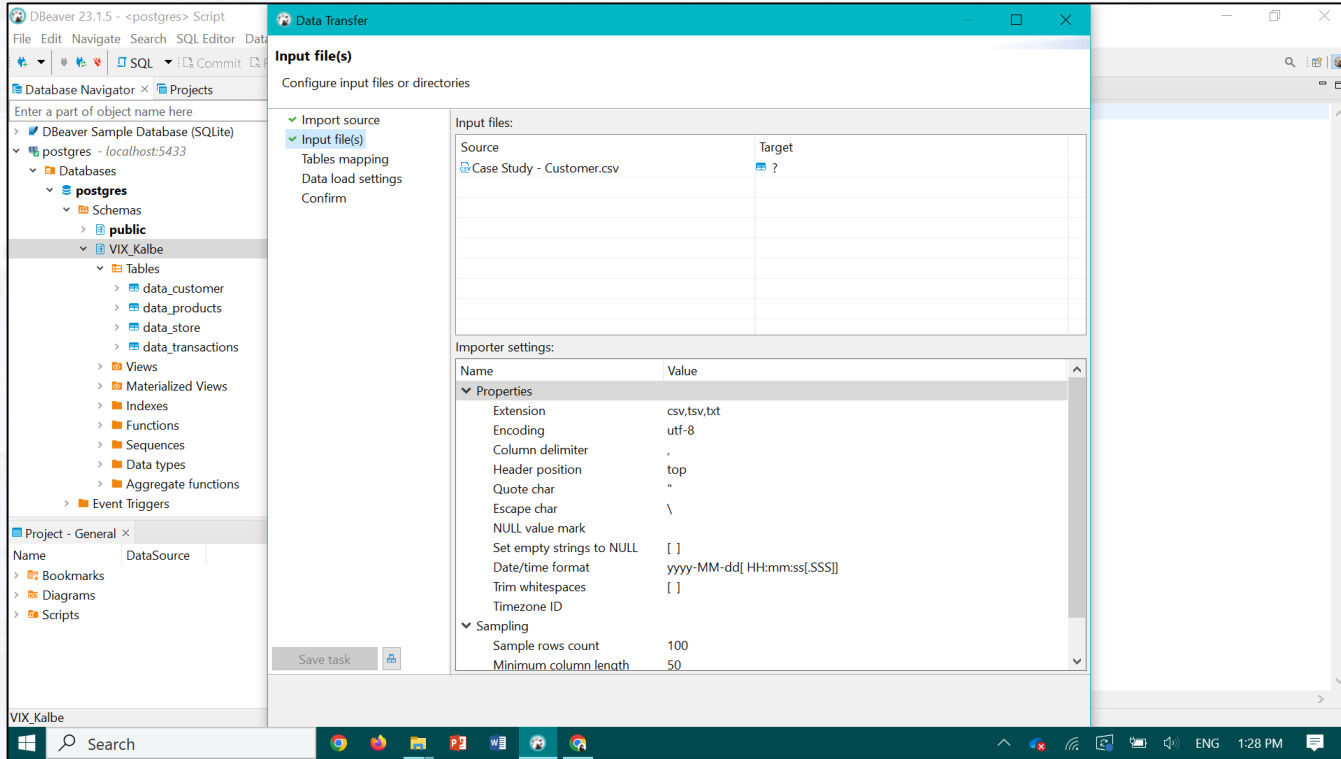 DBeaver 23.1.5 - <postgres> Script
File Edit Navigate Search SQL Editor Data
SQL Commit
Database Navigator Projects
Enter a part of object name here
DBeaver Sample Database (SQLite)
postgres - localhost:5433
Databases
postgres
Schemas
public
VIX_Kalbe
Tables
data_customer
data_products
data_store
data_transactions
Views
Materialized Views
Indexes
Functions
Sequences
Data types
Aggregate functions
Event Triggers
Project - General
Name DataSource
Bookmarks
Diagrams
Scripts
VIX_Kalbe
Data Transfer
Input file(s)
Configure input files or directories
Import source
Input file(s)
Tables mapping
Data load settings
Confirm
Save task
Input files:
Source Target
Case Study - Customer.csv ?
Importer settings:
Name Value
Properties
Extension csv,tsv,txt
Encoding utf-8
Column delimiter ,
Header position top
Quote char "
Escape char \
NULL value mark
Set empty strings to NULL [ ]
Date/time format yyyy-MM-dd[ HH:mm:ss[.SSS]]
Trim whitespaces [ ]
Timezone ID
Sampling
Sample rows count 100
Minimum column length 50
Search
ENG 1:28 PM